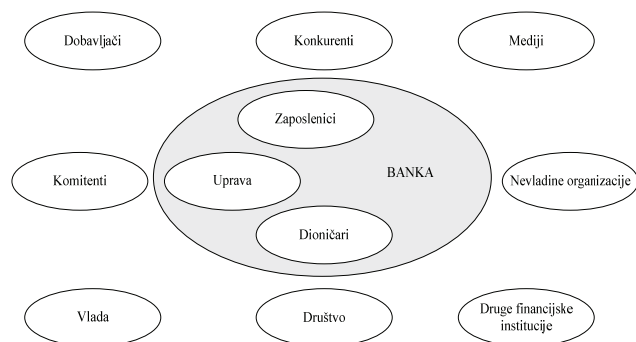 Dobavljači
Konkurenti
Mediji
Zaposlenici
Komitenti
Uprava
BANKA
Nevladine organizacije
Dioničari
Vlada
Društvo
Druge financijske
institucije